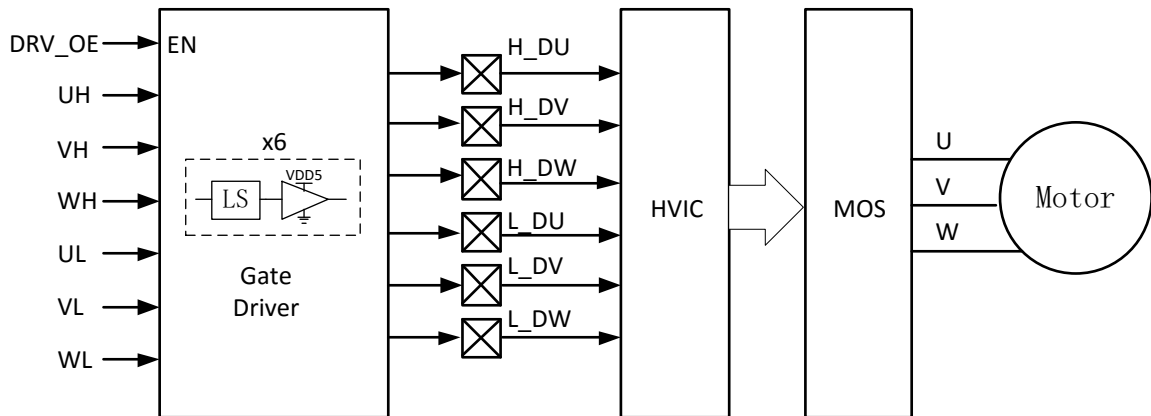 DRV_OE
EN
UH
VH
WH
UL
VL
WL
x6
VDD5
LS
Gate
Driver
H_DU
H_DV
H_DW
L_DU
L_DV
L_DW
HVIC
MOS
U
V
W
Motor